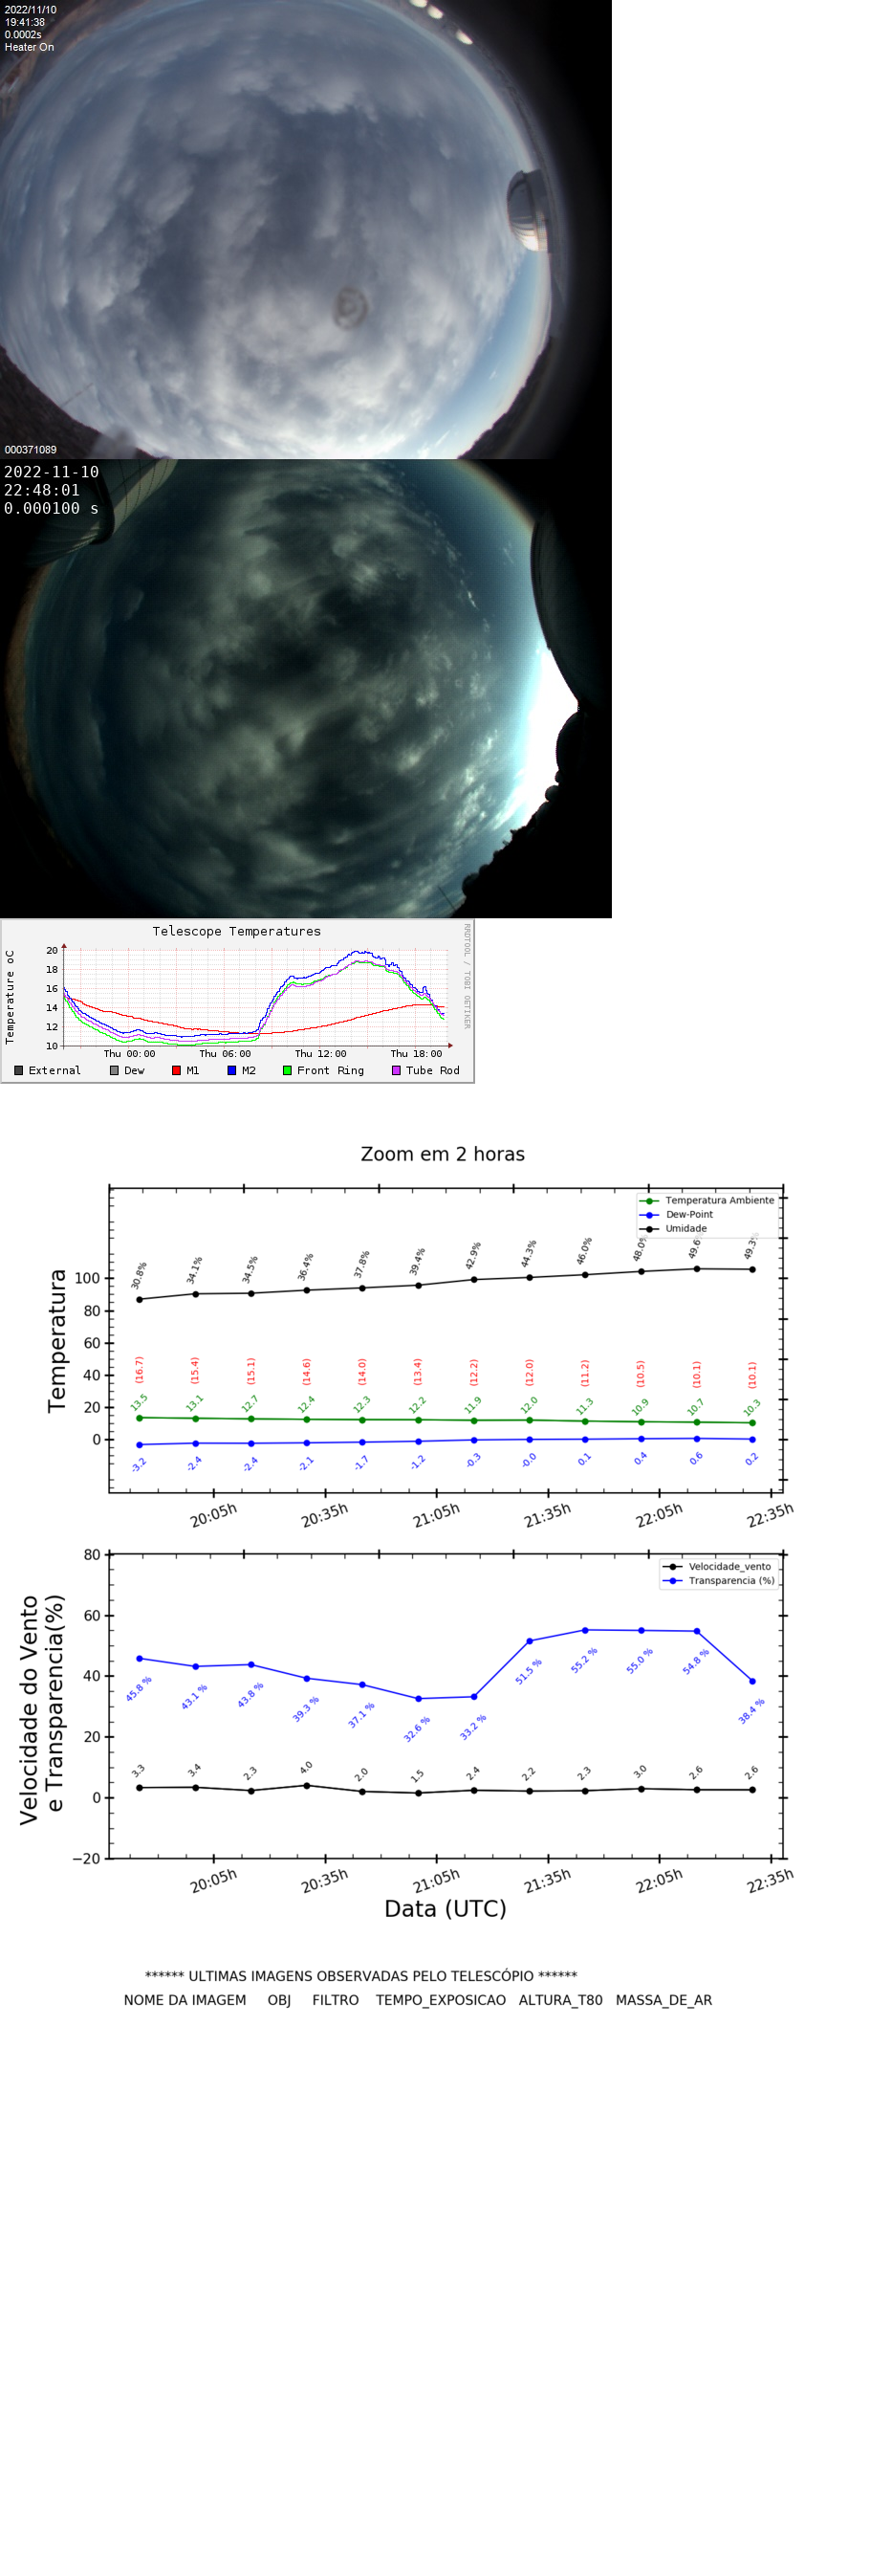 2022/11/10
19:41:38
0.0002s
Heater On
000371089
2022-11-10
22:48:01
0.000100 s
Telescope Temperatures
RRDTOOL / TOBI OETIKER
Temperature oC
20
18
16
14
12
10
Thu 00:00 Thu 06:00 Thu 12:00 Thu 18:00
External Dew M1 M2 Front Ring Tube Rod
Zoom em 2 horas
Temperatura Ambiente
Dew-Point
Umidade
Temperatura
100
80
60
40
20
0
30.8% 34.1% 34.5% 36.4% 37.8% 39.4% 42.9% 44.3% 46.0% 48.0% 49.6% 49.3%
(16.7) (15.4) (15.1) (14.6) (14.0) (13.4) (12.2) (12.0) (11.2) (10.5) (10.1) (10.1)
13.5 13.1 12.7 12.4 12.3 12.2 11.9 12.0 11.3 10.9 10.7 10.3
-3.2 -2.4 -2.4 -2.1 -1.7 -1.2 -0.3 -0.0 0.1 0.4 0.6 0.2
20:05h 20:35h 21:05h 21:35h 22:05h 22:35h
Velocidade_vento
Transparencia (%)
Velocidade do Vento
e Transparencia(%)
80
60
40
20
0
−20
45.8 % 43.1 % 43.8 % 39.3 % 37.1 % 32.6 % 33.2 % 51.5 % 55.2 % 55.0 % 54.8 % 38.4 %
3.3 3.4 2.3 4.0 2.0 1.5 2.4 2.2 2.3 3.0 2.6 2.6
20:05h 20:35h 21:05h 21:35h 22:05h 22:35h
Data (UTC)
****** ULTIMAS IMAGENS OBSERVADAS PELO TELESCÓPIO ******
NOME DA IMAGEM OBJ FILTRO TEMPO_EXPOSICAO ALTURA_T80 MASSA_DE_AR